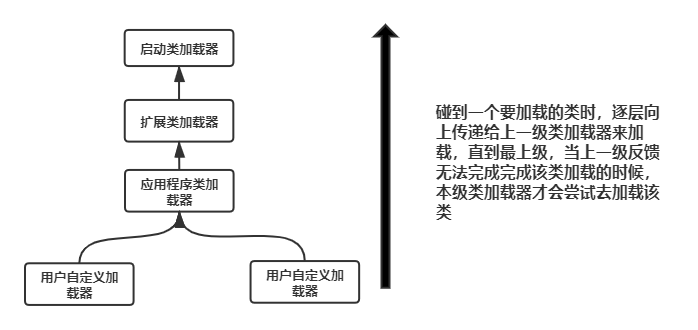 启动类加载器
扩展类加载器
应用程序类加
载器
用户自定义加
载器
用户自定义加
载器
碰到一个要加载的类时，逐层向
上传递给上一级类加载器来加
载，直到最上级，当上一级反馈
无法完成完成该类加载的时候，
本级类加载器才会尝试去加载该
类